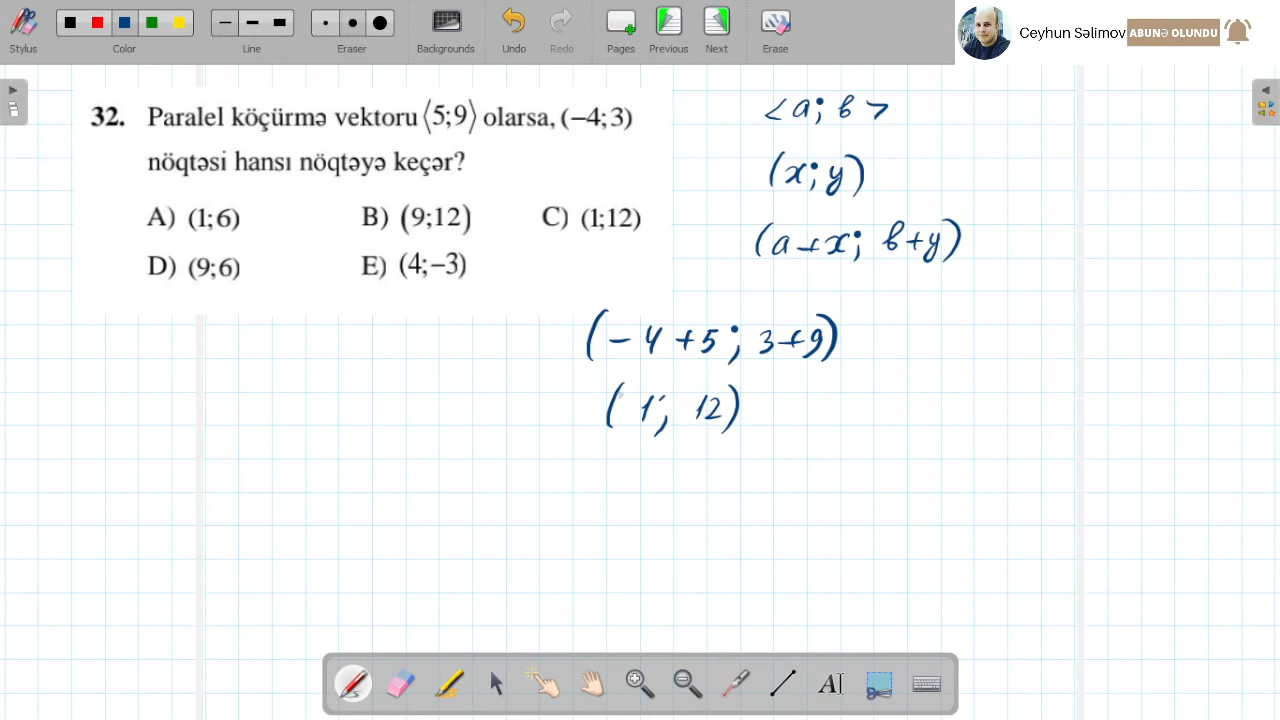 Stylus
Color
Line
Eraser
Backgrounds
Undo
Redo
Pages
Previous
Next
Erase
Ceyhun Səlimov
ABUNƏ OLUNDU
32. Paralel köçürmə vektoru ⟨5;9⟩ olarsa, (−4;3)
nöqtəsi hansı nöqtəyə keçər?
A) (1;6) B) (9;12) C) (1;12)
D) (9;6) E) (4;−3)
<a; b>
(x; y)
(a+x; b+y)
(-4+5; 3+9)
(1; 12)
AI